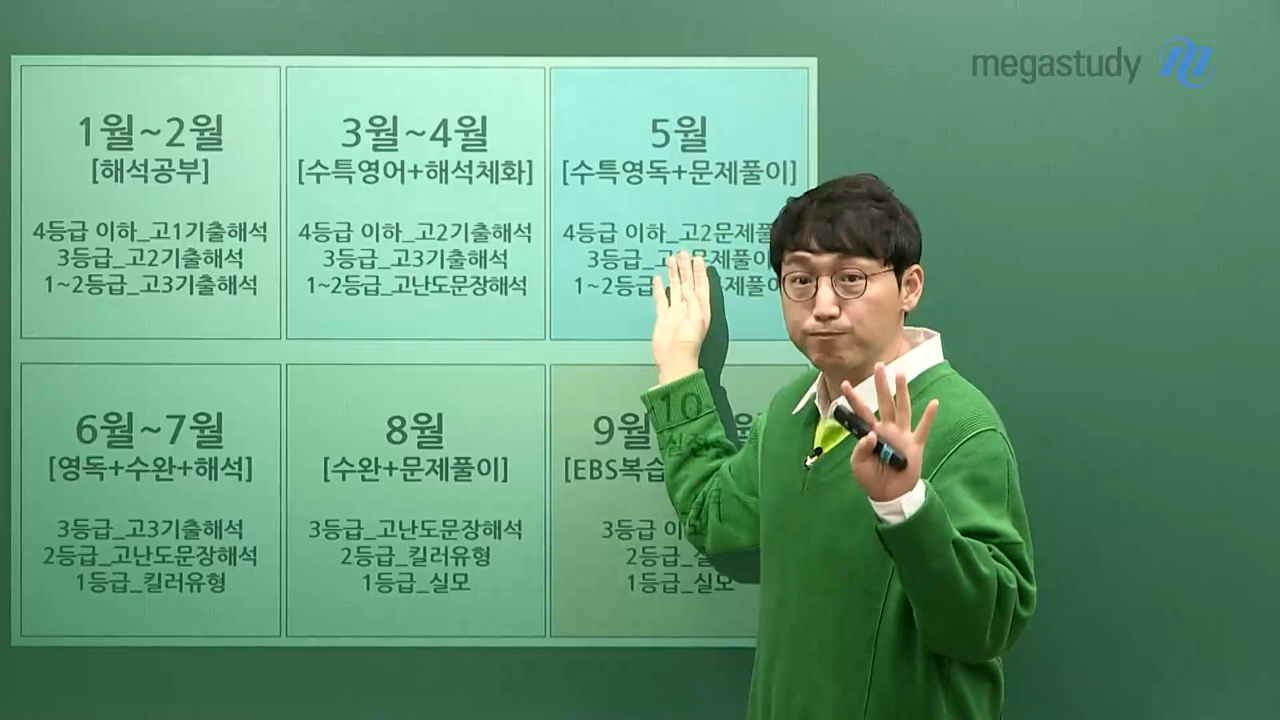 megastudy
1월~2월
[해석공부]
4등급 이하_고1기출해석
3등급_고2기출해석
1~2등급_고3기출해석
3월~4월
[수특영어+해석체화]
4등급 이하_고2기출해석
3등급_고3기출해석
1~2등급_고난도문장해석
5월
[수특영독+문제풀이]
4등급 이하_고2문제풀
3등급_ 문제풀이
1~2등급
6월~7월
[영독+수완+해석]
3등급_고3기출해석
2등급_고난도문장해석
1등급_킬러유형
8월
[수완+문제풀이]
3등급_고난도문장해석
2등급_킬러유형
1등급_실모
9월 10월
[EBS복습 실전
3등급
2등급_
1등급_실모